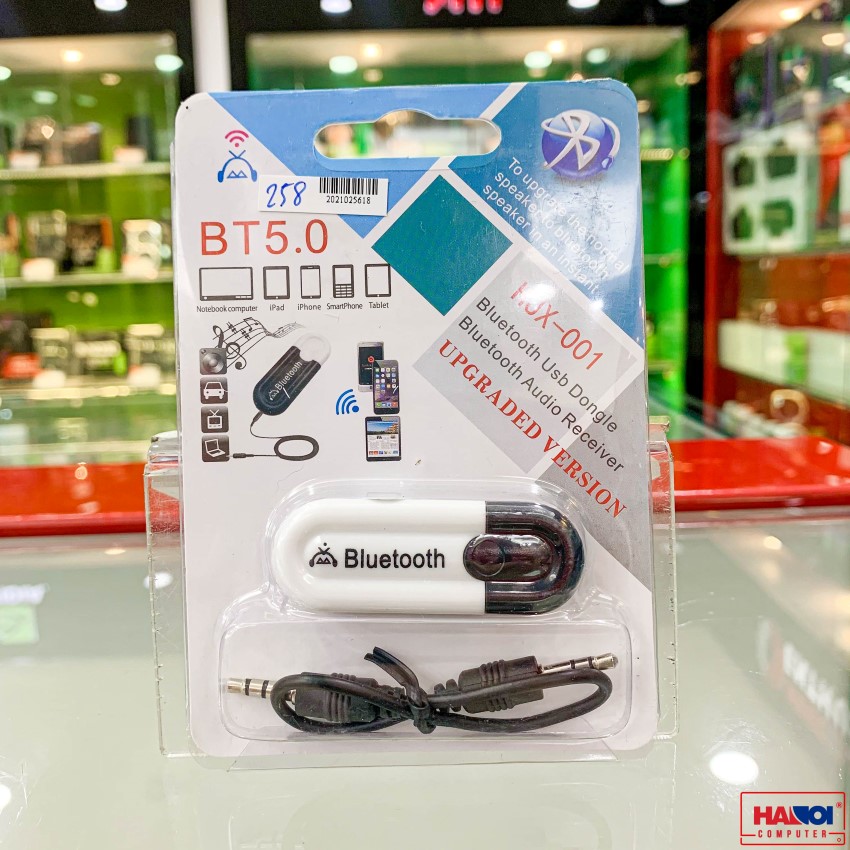 258
2021025618
BT5.0
To upgrade the normal
speaker to bluetooth
speaker in an instant.
Notebook computer iPad iPhone SmartPhone Tablet
HJX-001
Bluetooth Usb Dongle
Bluetooth Audio Receiver
UPGRADED VERSION
Bluetooth
Bluetooth
HANOI
COMPUTER